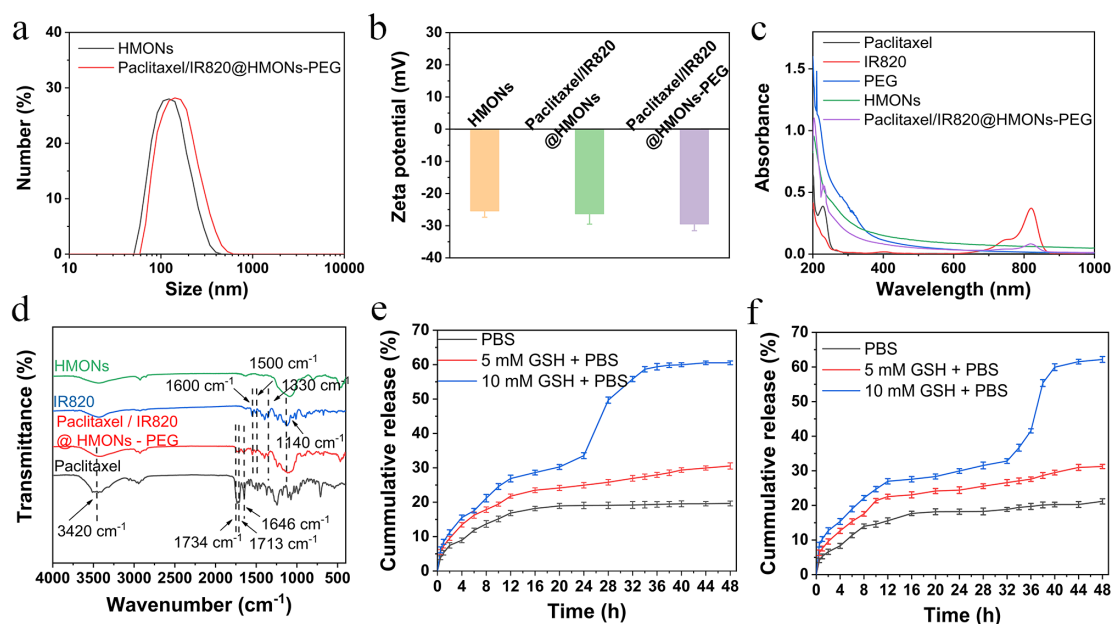 a
Number (%)
40
30
20
10
0
HMONs
Paclitaxel/IR820@HMONs-PEG
10
100
1000
10000
Size (nm)
b
Zeta potential (mV)
30
20
10
0
-10
-20
-30
-40
HMONs
Paclitaxel/IR820
@HMONs
Paclitaxel/IR820
@HMONs-PEG
c
Absorbance
1.5
1.0
0.5
0.0
Paclitaxel
IR820
PEG
HMONs
Paclitaxel/IR820@HMONs-PEG
200
400
600
800
1000
Wavelength (nm)
d
Transmittance (%)
HMONs
1500 cm⁻¹
1600 cm⁻¹
1330 cm⁻¹
IR820
Paclitaxel / IR820
@ HMONs - PEG
1140 cm⁻¹
Paclitaxel
3420 cm⁻¹
1646 cm⁻¹
1734 cm⁻¹
1713 cm⁻¹
4000 3500 3000 2500 2000 1500 1000 500
Wavenumber (cm⁻¹)
e
Cummulative release (%)
70
60
50
40
30
20
10
0
PBS
5 mM GSH + PBS
10 mM GSH + PBS
0 4 8 12 16 20 24 28 32 36 40 44 48
Time (h)
f
Cummulative release (%)
70
60
50
40
30
20
10
0
PBS
5 mM GSH + PBS
10 mM GSH + PBS
0 4 8 12 16 20 24 28 32 36 40 44 48
Time (h)